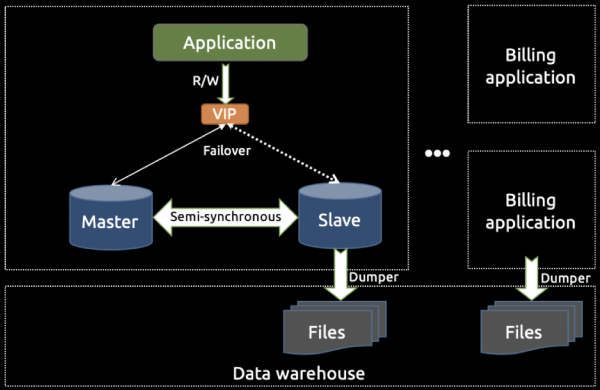 Application
R/W
VIP
Failover
Master
Semi-synchronous
Slave
Dumper
Files
Billing
application
Billing
application
Dumper
Files
Data warehouse